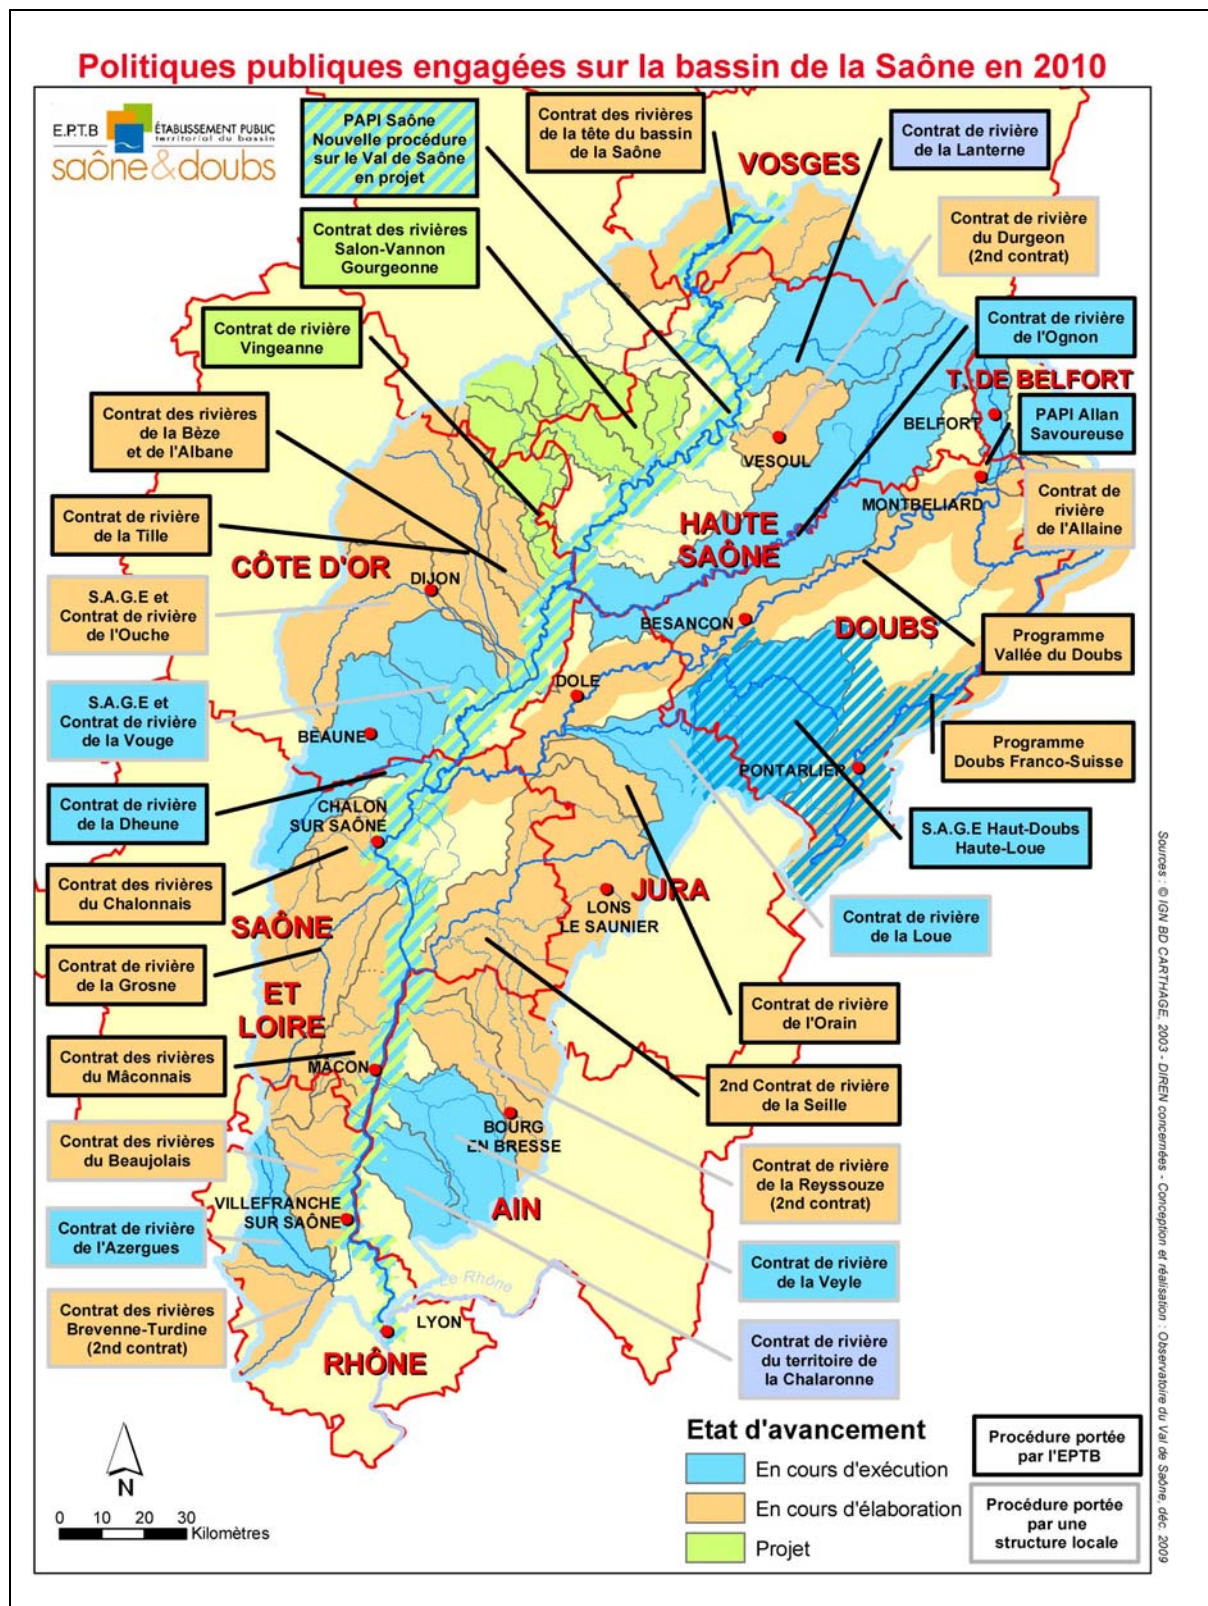 Politiques publiques engagées sur la bassin de la Saône en 2010
E.P.T.B
ÉTABLISSEMENT PUBLIC
territorial du bassin
saône & doubs
PAPI Saône
Nouvelle procédure
sur le Val de Saône
en projet
Contrat des rivières
de la tête du bassin
de la Saône
Contrat de rivière
de la Lanterne
VOSGES
Contrat de rivière
du Durgeon
(2nd contrat)
Contrat des rivières
Salon-Vannon
Gourgeonne
Contrat de rivière
Vingeanne
Contrat de rivière
de l'Ognon
T. DE BELFORT
BELFORT
PAPI Allan
Savoureuse
Contrat des rivières
de la Bèze
et de l'Albane
VESOUL
MONTBELIARD
Contrat de
rivière
de l'Allaine
Contrat de rivière
de la Tille
HAUTE
SAÔNE
CÔTE D'OR
DIJON
S.A.G.E et
Contrat de rivière
de l'Ouche
BESANCON
DOUBS
Programme
Vallée du Doubs
S.A.G.E et
Contrat de rivière
de la Vouge
DOLE
BEAUNE
PONTARLIER
Programme
Doubs Franco-Suisse
Contrat de rivière
de la Dheune
CHALON
SUR SAÔNE
S.A.G.E Haut-Doubs
Haute-Loue
Contrat des rivières
du Chalonnais
JURA
LONS
LE SAUNIER
Contrat de rivière
de la Loue
SAÔNE
ET
LOIRE
Contrat de rivière
de la Grosne
Contrat de rivière
de l'Orain
Contrat des rivières
du Mâconnais
MÂCON
2nd Contrat de rivière
de la Seille
BOURG
EN BRESSE
Contrat des rivières
du Beaujolais
Contrat de rivière
de la Reyssouze
(2nd contrat)
VILLEFRANCHE
SUR SAÔNE
AIN
Contrat de rivière
de l'Azergues
Contrat de rivière
de la Veyle
Le Rhône
Contrat des rivières
Brevenne-Turdine
(2nd contrat)
LYON
RHÔNE
Contrat de rivière
du territoire de
la Chalaronne
Etat d'avancement
En cours d'exécution
En cours d'élaboration
Projet
Procédure portée
par l'EPTB
Procédure portée
par une
structure locale
N
0 10 20 30
Kilomètres
Sources : © IGN BD CARTHAGE, 2003 - DIREN concernées - Conception et réalisation : Observatoire du Val de Saône, déc. 2009